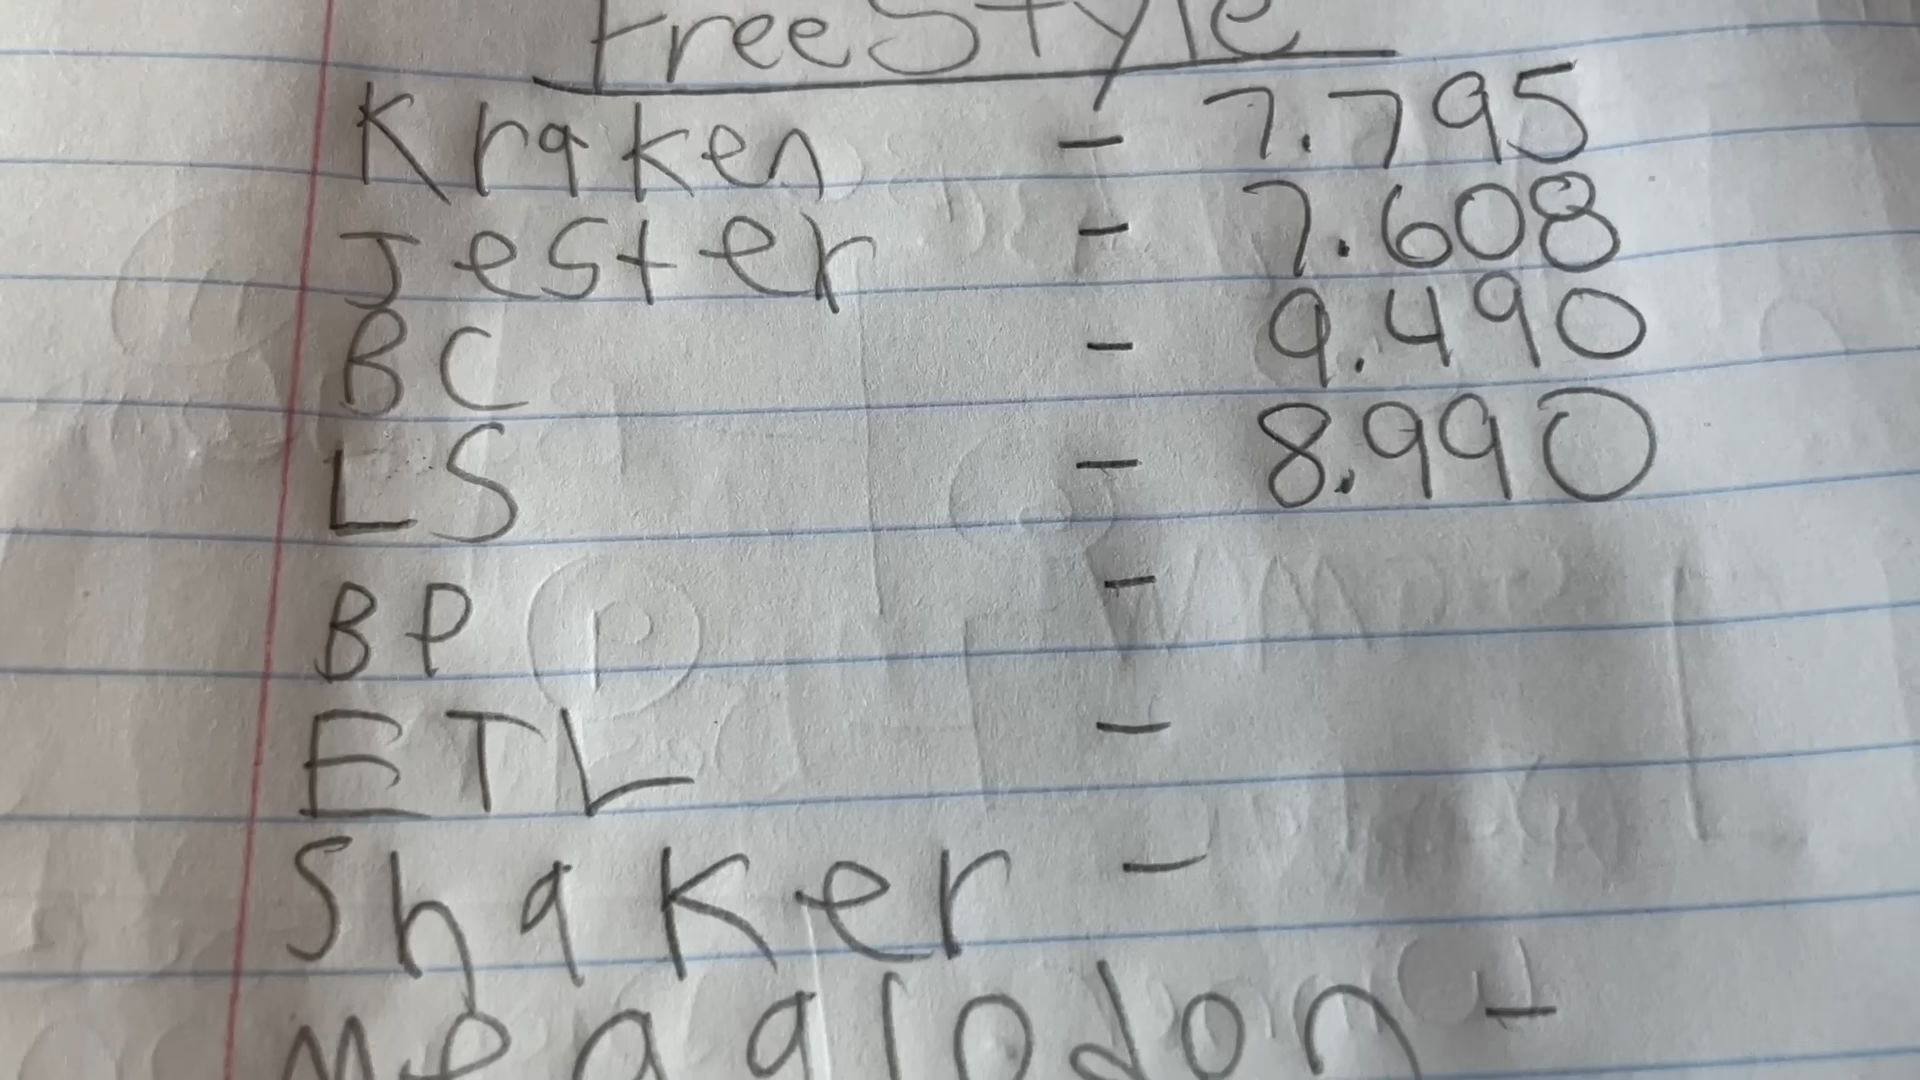 FreeStyle
Kraken - 7.795
Jester - 7.608
BC - 9.490
LS - 8.990
BP -
ETL -
Shaker -
Megalodon -